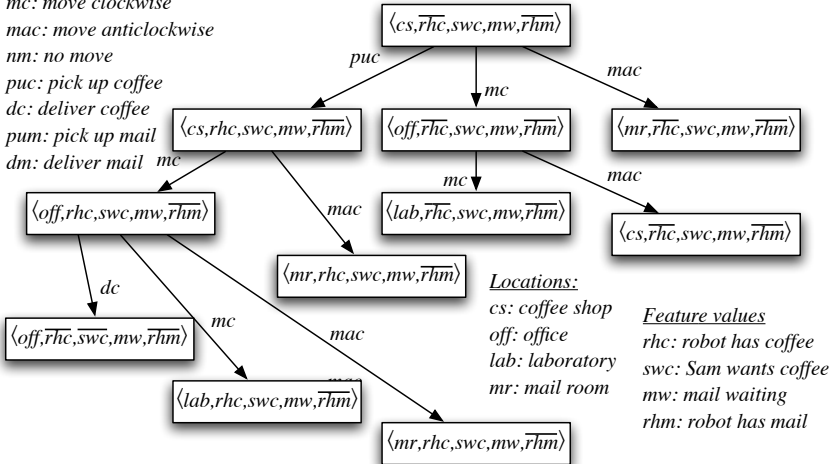 mc: move clockwise
mac: move anticlockwise
nm: no move
puc: pick up coffee
dc: deliver coffee
pum: pick up mail
dm: deliver mail
⟨cs,r̅h̅c̅,swc,mw,r̅h̅m̅⟩
puc
mc
mac
⟨cs,rhc,swc,mw,r̅h̅m̅⟩
⟨off,r̅h̅c̅,swc,mw,r̅h̅m̅⟩
⟨mr,r̅h̅c̅,swc,mw,r̅h̅m̅⟩
mc
mac
mc
mac
⟨off,rhc,swc,mw,r̅h̅m̅⟩
⟨lab,r̅h̅c̅,swc,mw,r̅h̅m̅⟩
⟨cs,r̅h̅c̅,swc,mw,r̅h̅m̅⟩
⟨mr,rhc,swc,mw,r̅h̅m̅⟩
dc
mc
mac
⟨off,r̅h̅c̅,s̅w̅c̅,mw,r̅h̅m̅⟩
⟨lab,rhc,swc,mw,r̅h̅m̅⟩
⟨mr,rhc,swc,mw,r̅h̅m̅⟩
Locations:
cs: coffee shop
off: office
lab: laboratory
mr: mail room
Feature values
rhc: robot has coffee
swc: Sam wants coffee
mw: mail waiting
rhm: robot has mail